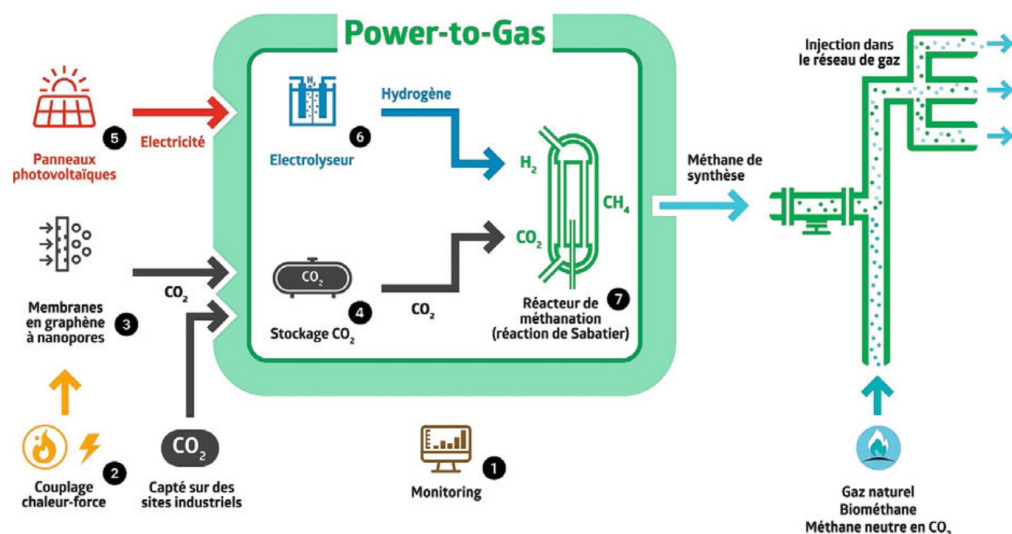 Power-to-Gas
Injection dans
le réseau de gaz
H₂
Hydrogène
5
Electricité
6
Panneaux
photovoltaïques
Electrolyseur
Méthane de
synthèse
H₂
CH₄
CO₂
CO₂
CO₂
Membranes
en graphène
à nanopores
3
4
CO₂
7
Stockage CO₂
Réacteur de
méthanation
(réaction de Sabatier)
CO₂
2
1
Couplage
chaleur-force
Capté sur des
sites industriels
Monitoring
Gaz naturel
Biométhane
Méthane neutre en CO₂